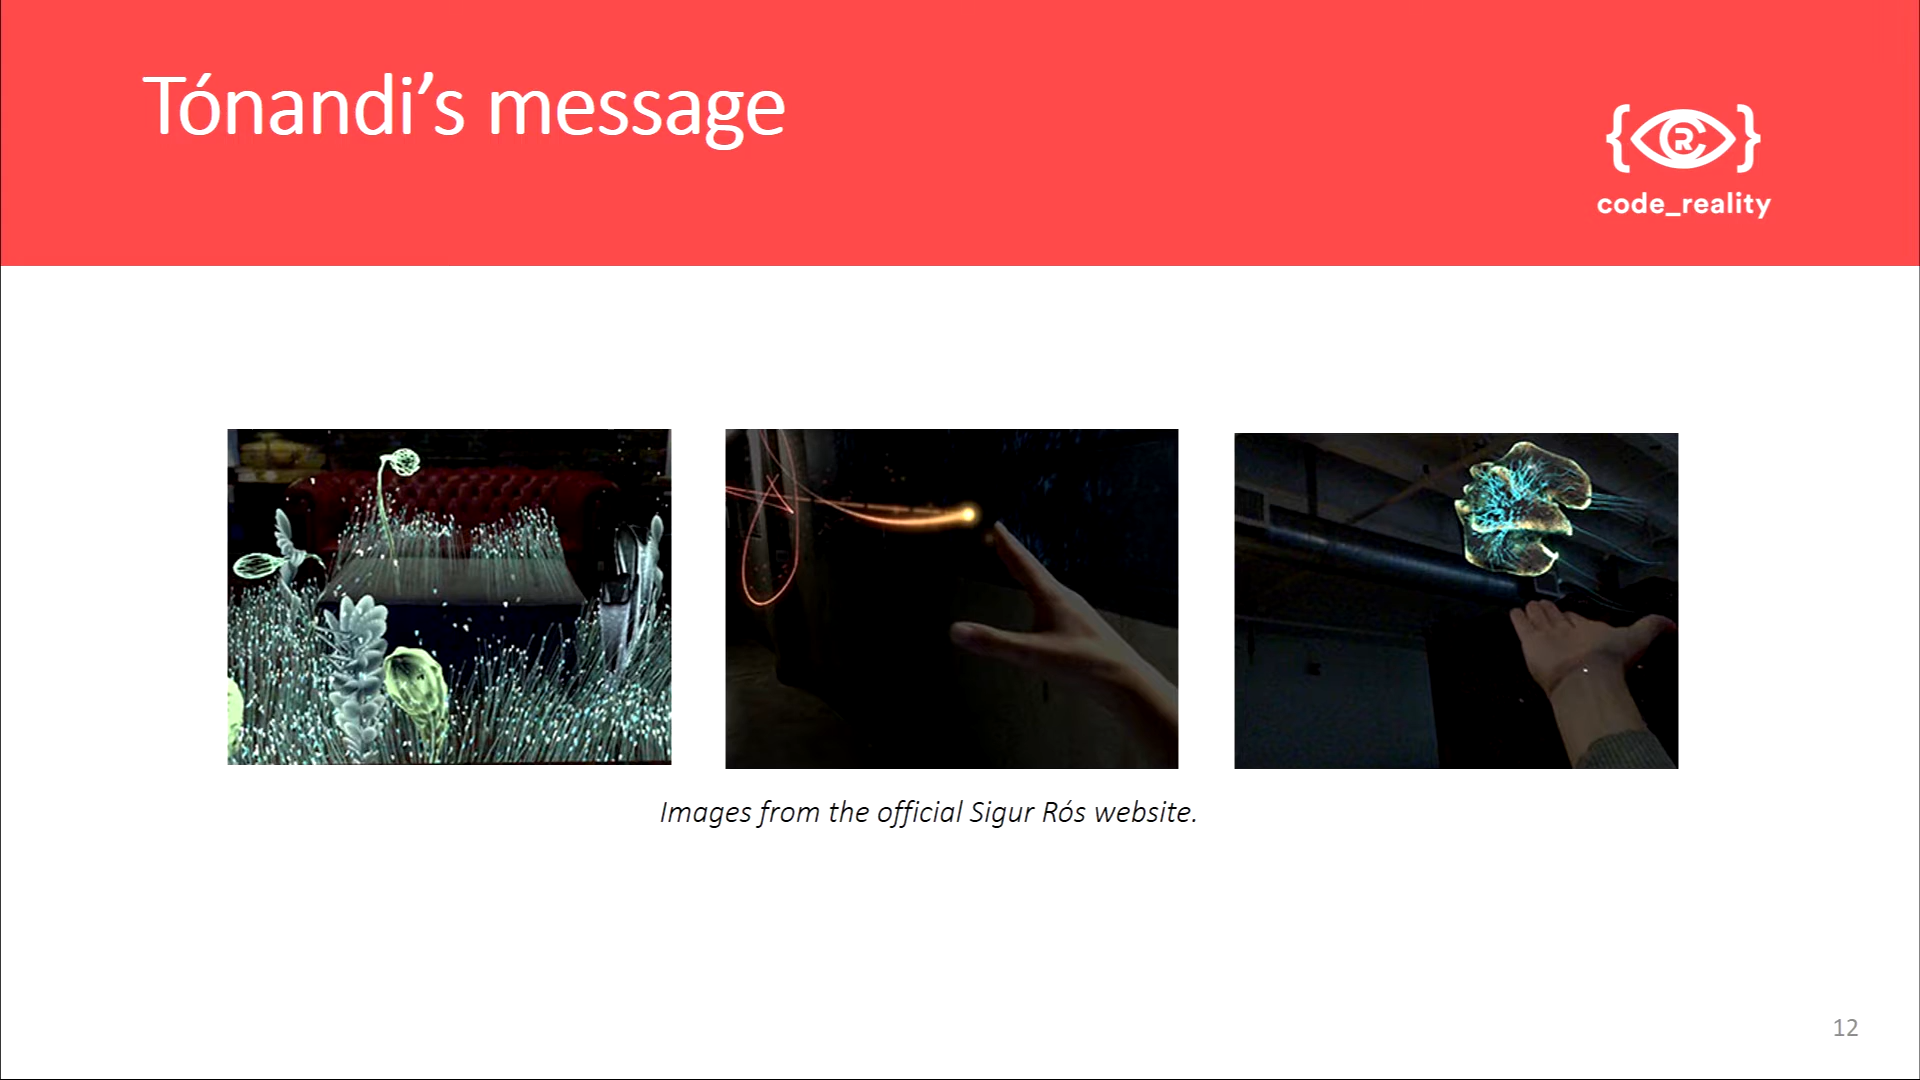 Tónandi’s message
{R}
code_reality
Images from the official Sigur Rós website.
12